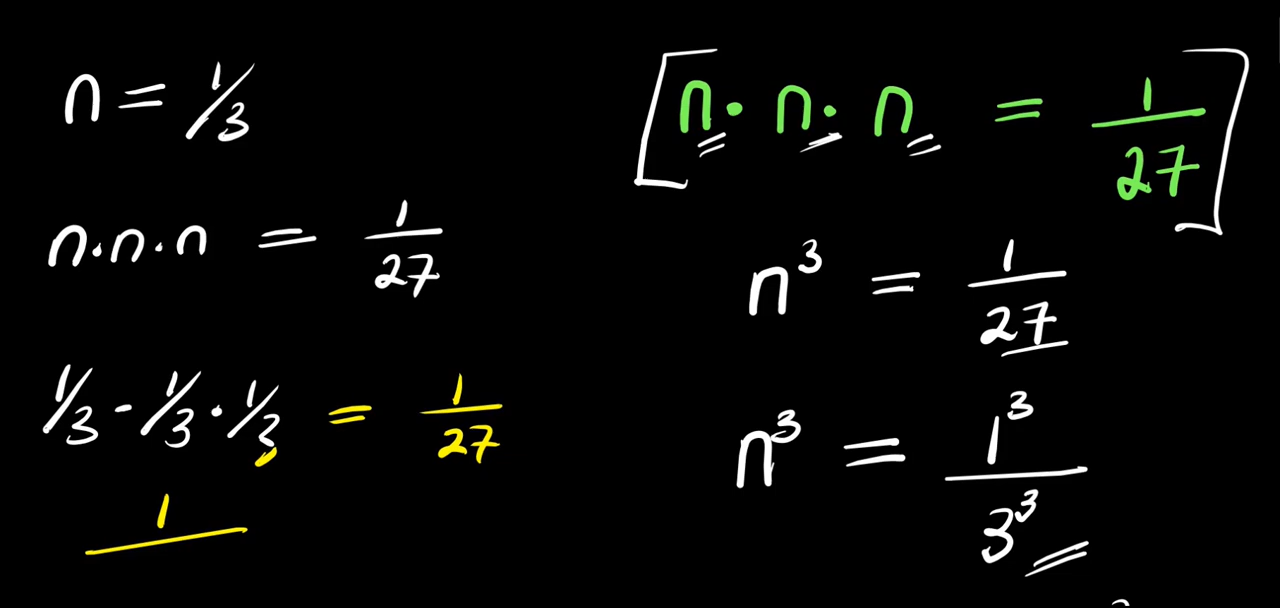 n = 1/3
n·n·n = 1/27
1/3 - 1/3 · 1/3 = 1/27
1
[n · n · n = 1/27]
n³ = 1/27
n³ = 1³/3³